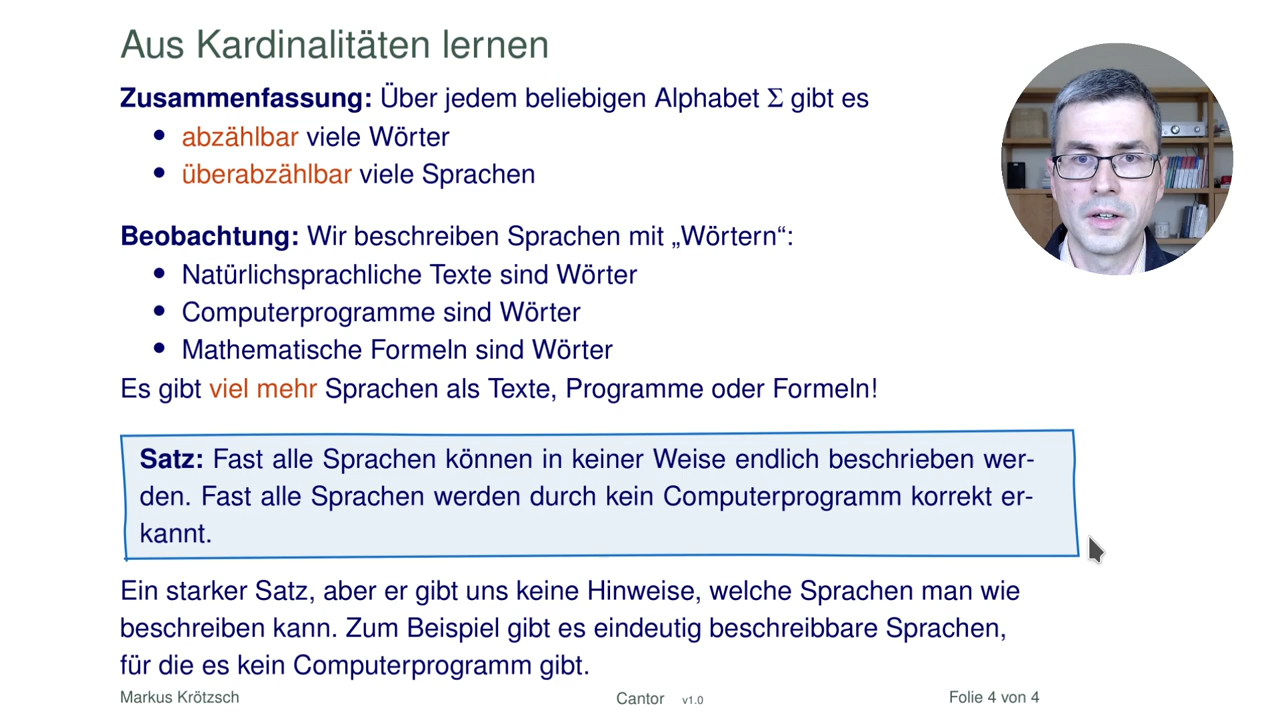 Aus Kardinalitäten lernen
Zusammenfassung: Über jedem beliebigen Alphabet Σ gibt es
• abzählbar viele Wörter
• überabzählbar viele Sprachen
Beobachtung: Wir beschreiben Sprachen mit „Wörtern“:
• Natürlichsprachliche Texte sind Wörter
• Computerprogramme sind Wörter
• Mathematische Formeln sind Wörter
Es gibt viel mehr Sprachen als Texte, Programme oder Formeln!
Satz: Fast alle Sprachen können in keiner Weise endlich beschrieben wer-
den. Fast alle Sprachen werden durch kein Computerprogramm korrekt er-
kannt.
Ein starker Satz, aber er gibt uns keine Hinweise, welche Sprachen man wie
beschreiben kann. Zum Beispiel gibt es eindeutig beschreibbare Sprachen,
für die es kein Computerprogramm gibt.
Markus Krötzsch Cantor v1.0 Folie 4 von 4